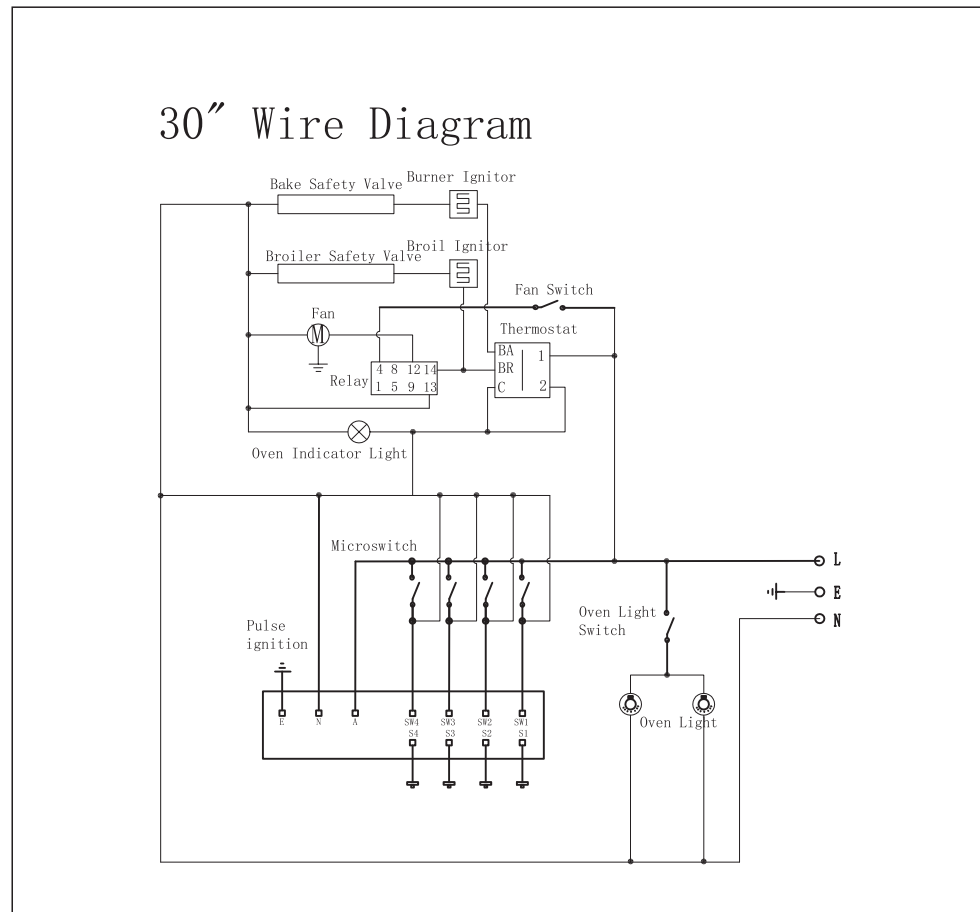 30″ Wire Diagram
Bake Safety Valve
Burner Ignitor
Broiler Safety Valve
Broil Ignitor
Fan Switch
Fan
M
Thermostat
BA
BR
C
1
2
Relay
4 8 12 14
1 5 9 13
Oven Indicator Light
Microswitch
L
E
N
Oven Light
Switch
Pulse
ignition
E
N
A
SW4
S4
SW3
S3
SW2
S2
SW1
S1
Oven Light